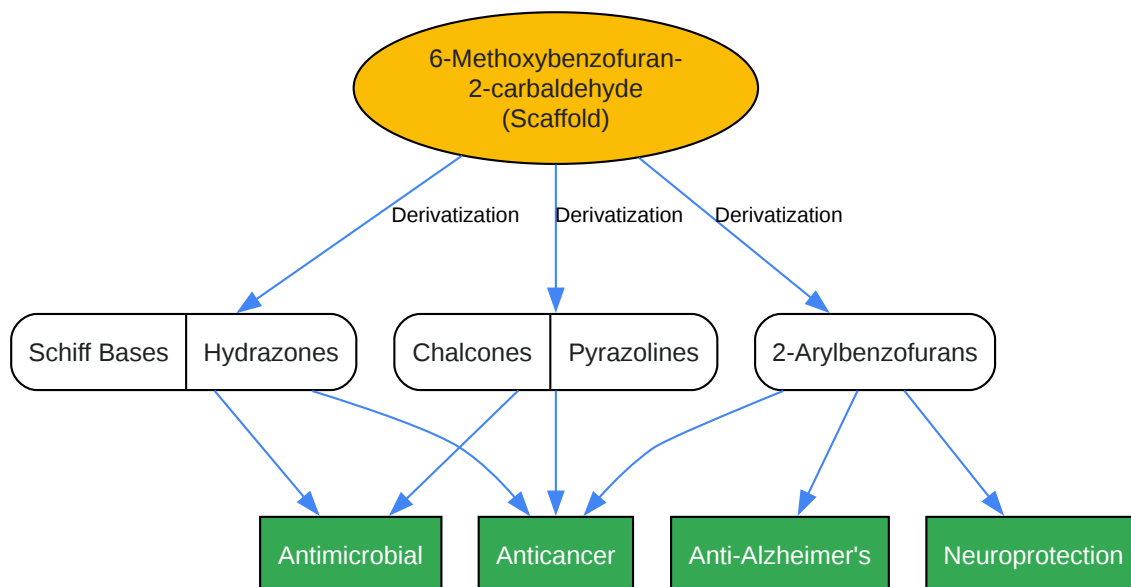 6-Methoxybenzofuran-
2-carbaldehyde
(Scaffold)
Derivatization
Derivatization
Derivatization
Schiff Bases
Hydrazones
Chalcones
Pyrazolines
2-Arylbenzofurans
Antimicrobial
Anticancer
Anti-Alzheimer's
Neuroprotection